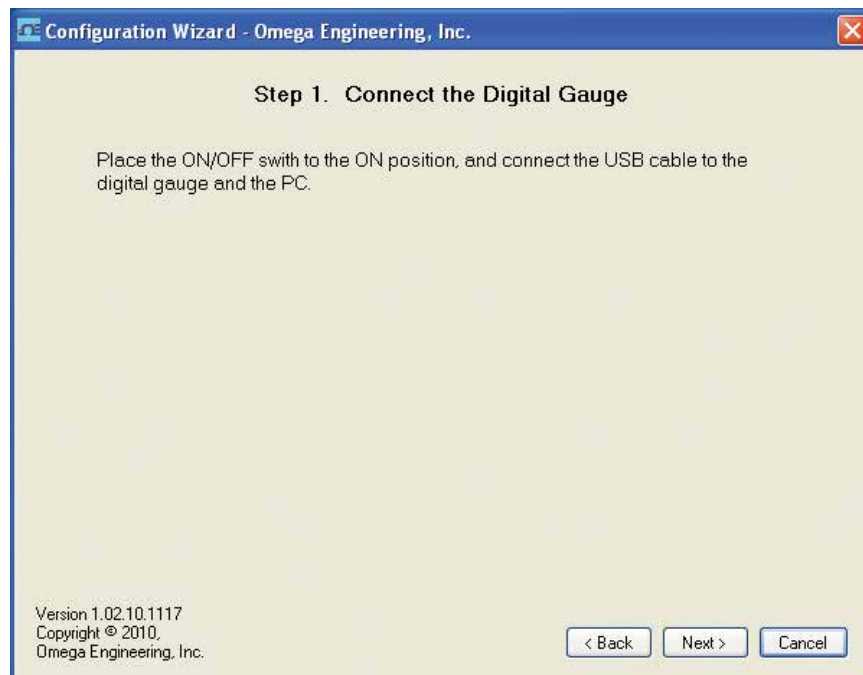 Configuration Wizard - Omega Engineering, Inc.
Step 1. Connect the Digital Gauge
Place the ON/OFF swith to the ON position, and connect the USB cable to the
digital gauge and the PC.
Version 1.02.10.1117
Copyright © 2010,
Omega Engineering, Inc.
< Back Next > Cancel